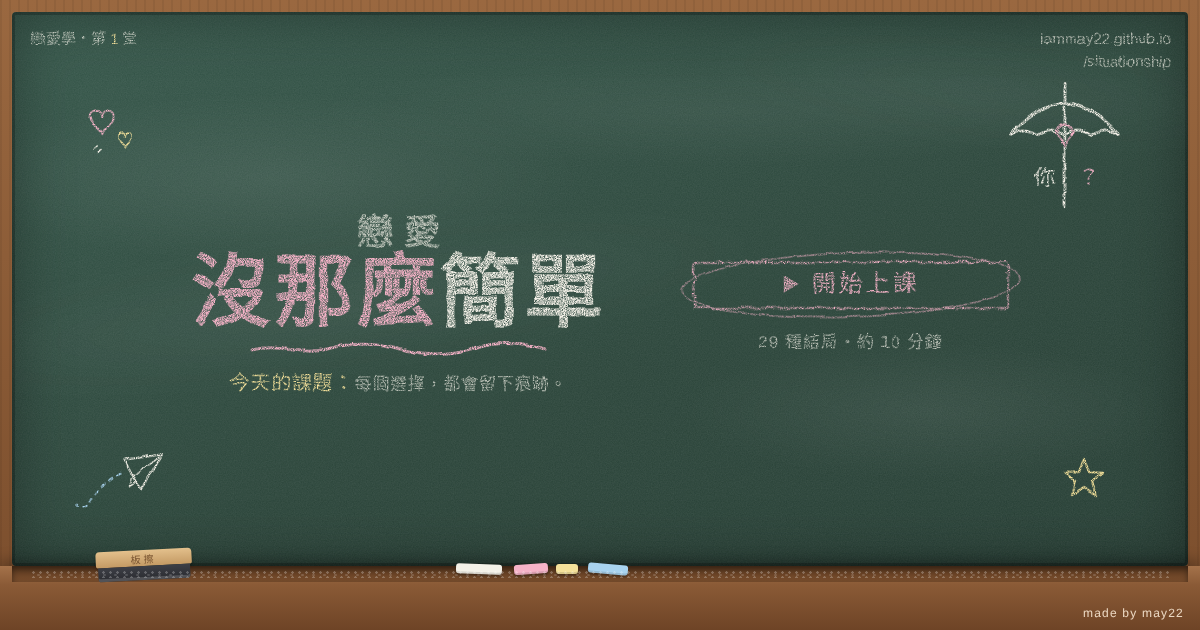 戀愛學・第 1 堂
iammay22.github.io
/situationship
你 ?
戀愛
沒那麼簡單
今天的課題：每個選擇，都會留下痕跡。
▶ 開始上課
29 種結局・約 10 分鐘
板擦
made by may22